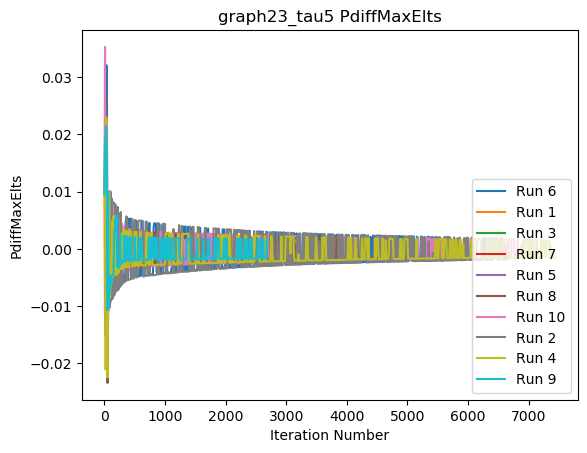 graph23_tau5 PdiffMaxElts
PdiffMaxElts
0.03
0.02
0.01
0.00
−0.01
−0.02
0 1000 2000 3000 4000 5000 6000 7000
Iteration Number
Run 6
Run 1
Run 3
Run 7
Run 5
Run 8
Run 10
Run 2
Run 4
Run 9